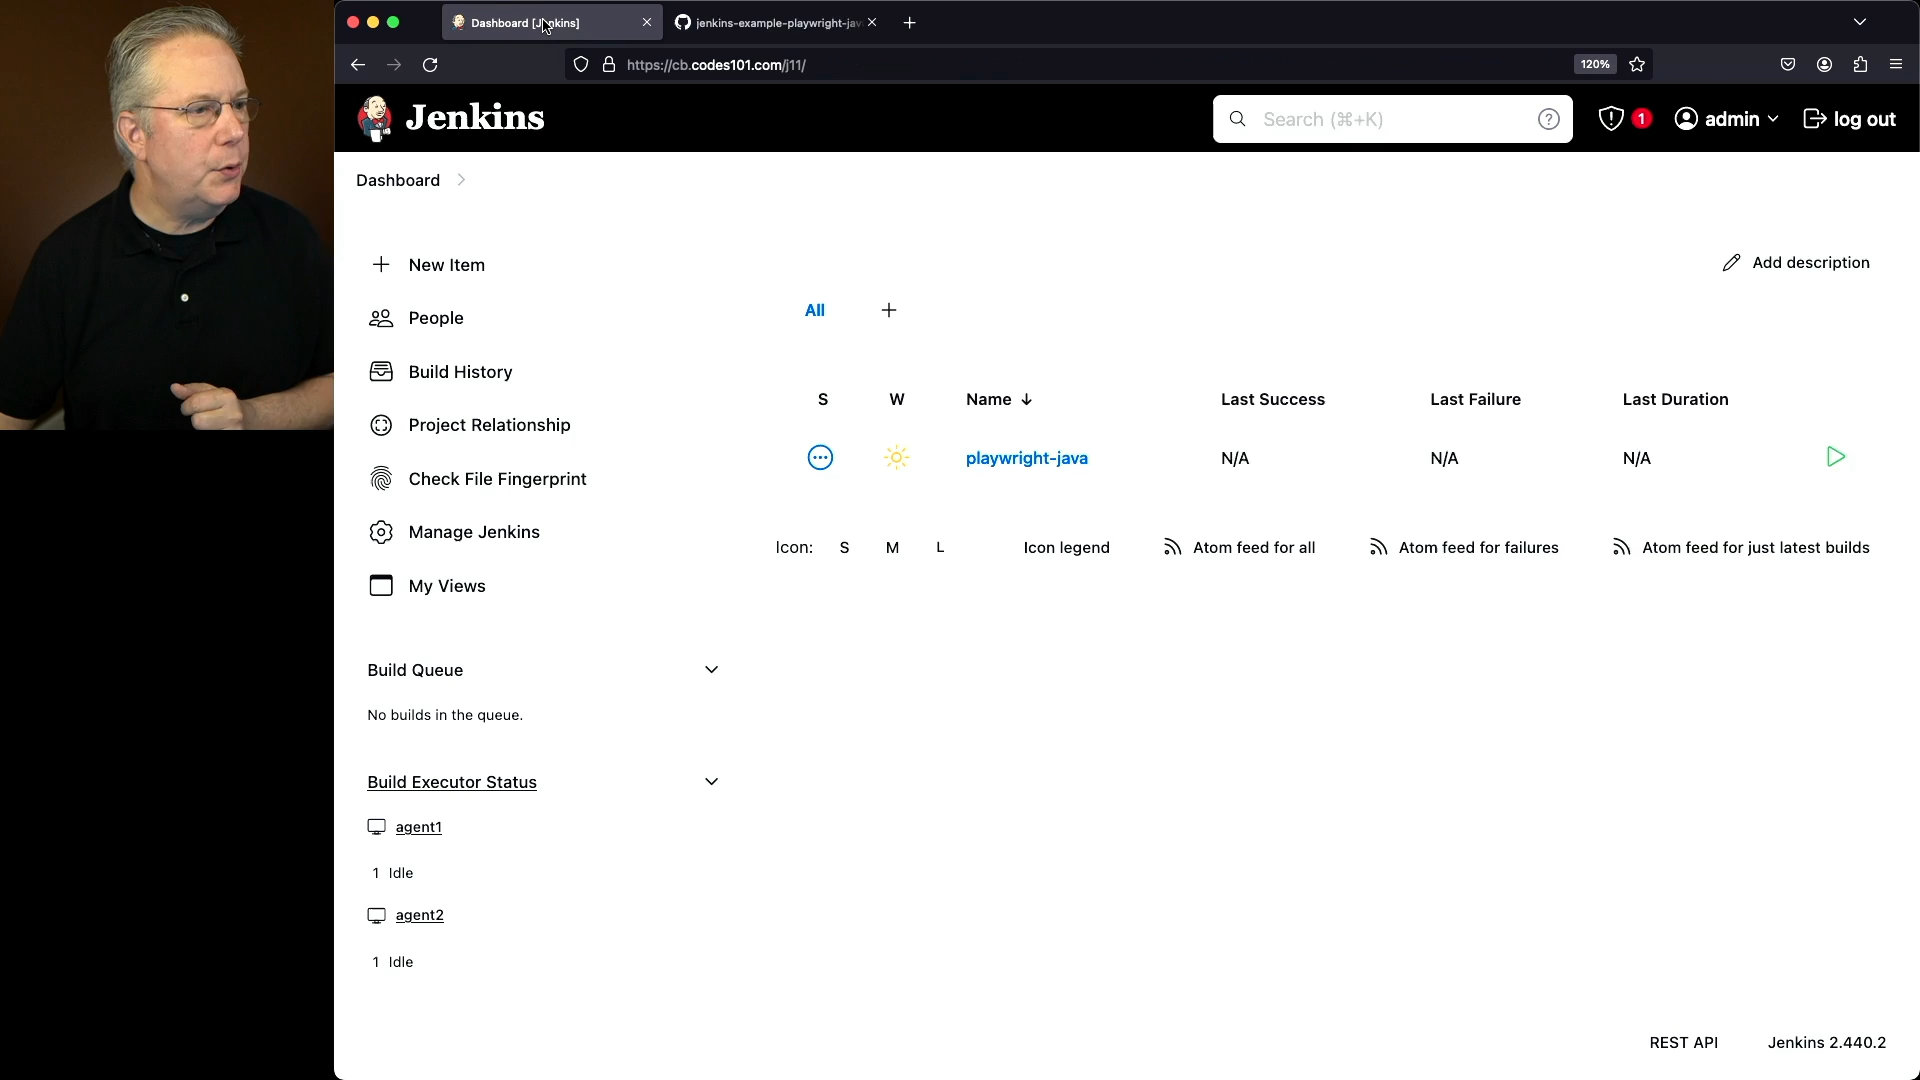 Dashboard [Jenkins]
jenkins-example-playwright-jav
https://cb.codes101.com/j11/
120%
Jenkins
Search (⌘+K)
1
admin
log out
Dashboard
New Item
People
Build History
Project Relationship
Check File Fingerprint
Manage Jenkins
My Views
Add description
All
S W Name ↓ Last Success Last Failure Last Duration
playwright-java N/A N/A N/A
Icon: S M L Icon legend Atom feed for all Atom feed for failures Atom feed for just latest builds
Build Queue
No builds in the queue.
Build Executor Status
agent1
1 Idle
agent2
1 Idle
REST API Jenkins 2.440.2